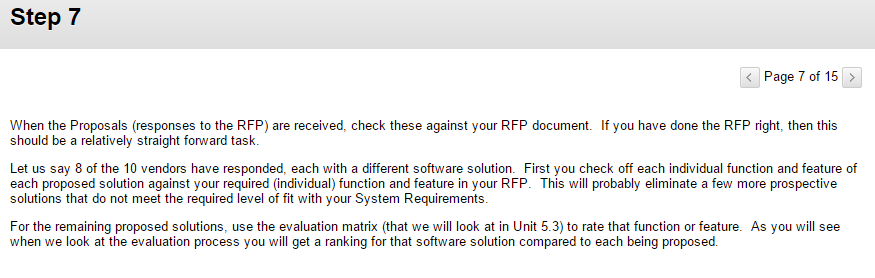 Step 7
Page 7 of 15
When the Proposals (responses to the RFP) are received, check these against your RFP document.  If you have done the RFP right, then this
should be a relatively straight forward task.
Let us say 8 of the 10 vendors have responded, each with a different software solution.  First you check off each individual function and feature of
each proposed solution against your required (individual) function and feature in your RFP.  This will probably eliminate a few more prospective
solutions that do not meet the required level of fit with your System Requirements.
For the remaining proposed solutions, use the evaluation matrix (that we will look at in Unit 5.3) to rate that function or feature.  As you will see
when we look at the evaluation process you will get a ranking for that software solution compared to each being proposed.